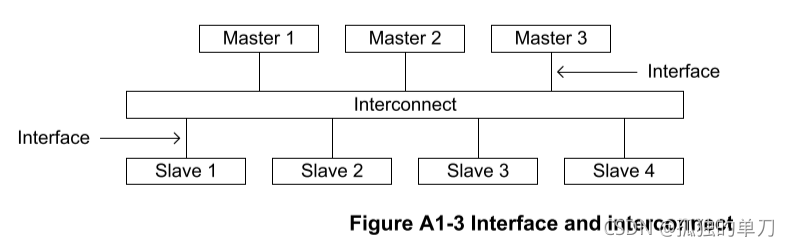 Master 1 Master 2 Master 3
Interface
Interconnect
Interface
Slave 1 Slave 2 Slave 3 Slave 4
Figure A1-3 Interface and interconnect
CSDN @孤独的单刀